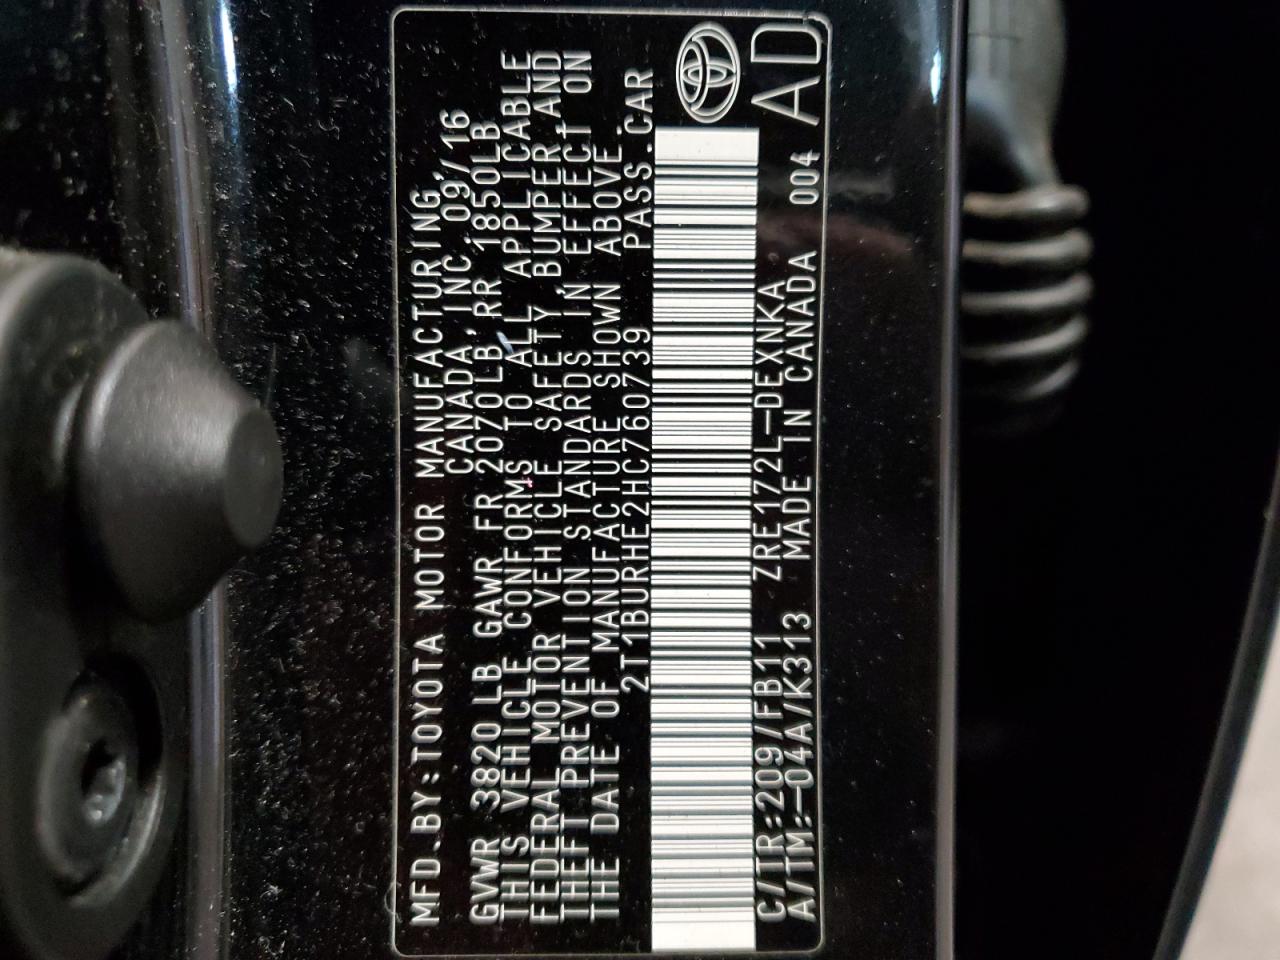 MFD.BY:TOYOTA MOTOR MANUFACTURING,
CANADA,INC. 09/16
GVWR 3820LB GAWR FR 2070LB, RR 1850LB
THIS VEHICLE CONFORMS TO ALL APPLICABLE
FEDERAL MOTOR VEHICLE SAFETY,BUMPER,AND
THEFT PREVENTION STANDARDS IN EFFECT ON
THE DATE OF MANUFACTURE SHOWN ABOVE.
2T1BURHE2HC760739 PASS.CAR
C/TR:209/FB11 ZRE172L-DEXNKA
A/TM:-04A/K313 MADE IN CANADA 004
AD